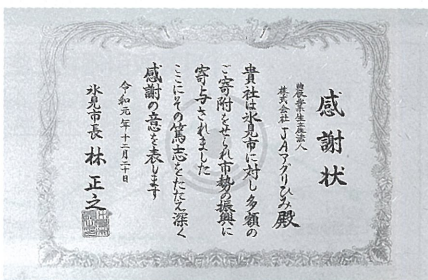 感謝状
農業生産法人
株式会社JAアグリひみ殿
貴社は氷見市に対し多額の
ご寄附をせられ市勢の振興に
寄与されました
ここにその篤志をたたえ深く
感謝の意を表します
令和元年十二月二十日
氷見市長 林正之